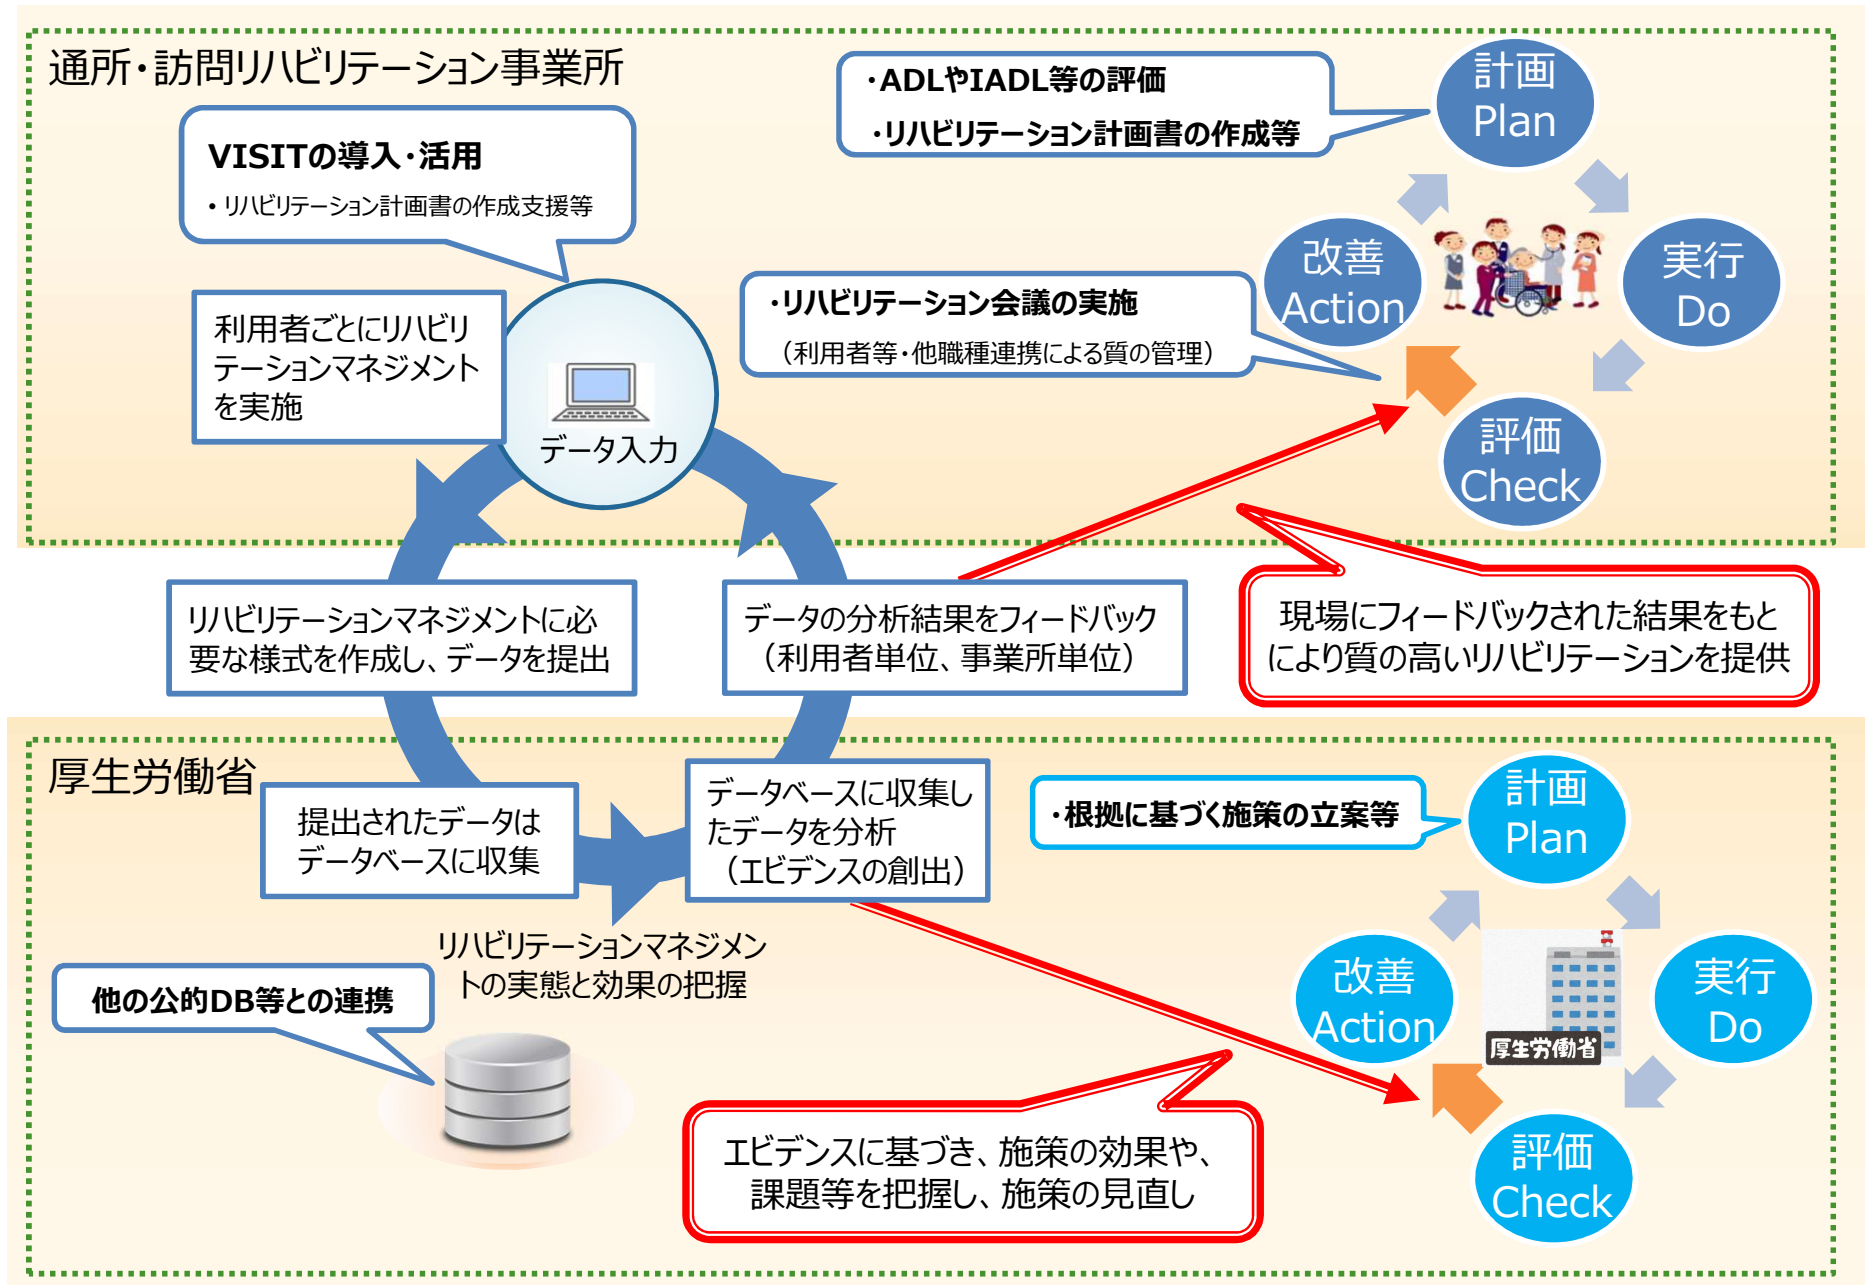 通所・訪問リハビリテーション事業所
VISITの導入・活用
・リハビリテーション計画書の作成支援等
・ADLやIADL等の評価
・リハビリテーション計画書の作成等
計画
Plan
改善
Action
実行
Do
評価
Check
・リハビリテーション会議の実施
（利用者等・他職種連携による質の管理）
利用者ごとにリハビリ
テーションマネジメント
を実施
データ入力
リハビリテーションマネジメントに必
要な様式を作成し、データを提出
データの分析結果をフィードバック
（利用者単位、事業所単位）
現場にフィードバックされた結果をもと
により質の高いリハビリテーションを提供
厚生労働省
提出されたデータは
データベースに収集
データベースに収集し
たデータを分析
（エビデンスの創出）
・根拠に基づく施策の立案等
計画
Plan
改善
Action
実行
Do
厚生労働省
評価
Check
リハビリテーションマネジメン
トの実態と効果の把握
他の公的DB等との連携
エビデンスに基づき、施策の効果や、
課題等を把握し、施策の見直し